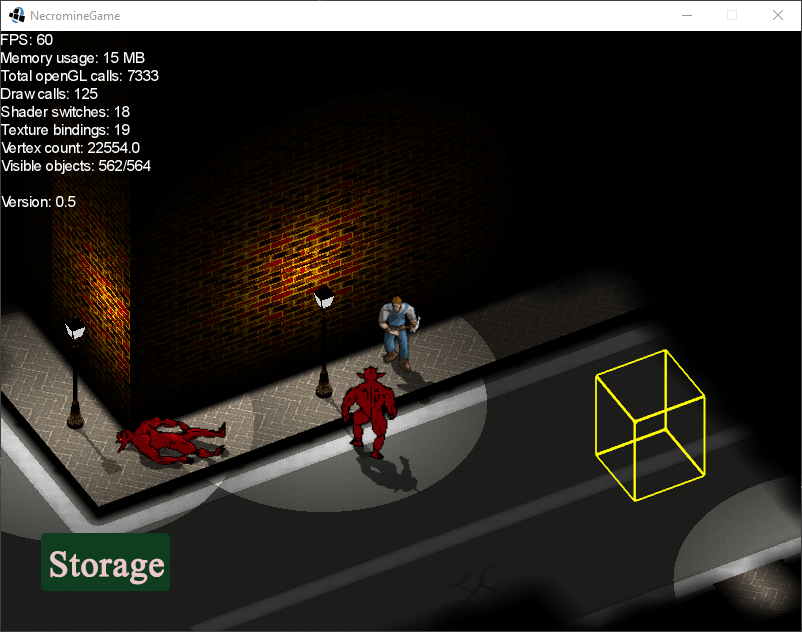 NecromineGame
FPS: 60
Memory usage: 15 MB
Total openGL calls: 7333
Draw calls: 125
Shader switches: 18
Texture bindings: 19
Vertex count: 22554.0
Visible objects: 562/564
Version: 0.5
Storage